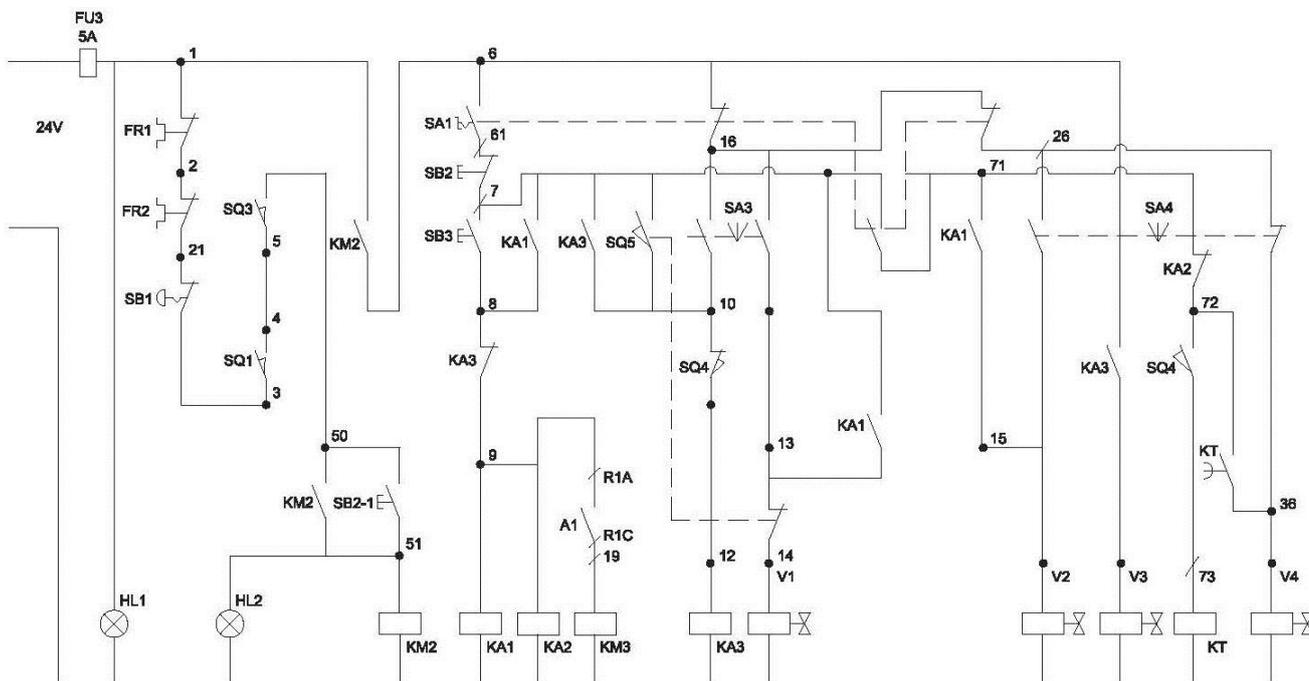 FU3
5A
1
6
24V
FR1
SA1
61
16
26
2
SB2
71
FR2
SQ3
7
SA3
SA4
21
5
KM2
SB3
KA1
KA3
SQ5
KA1
KA2
SB1
8
10
72
4
SQ1
KA3
SQ4
KA3
SQ4
3
50
9
13
KA1
15
KT
R1A
KM2
SB2-1
A1
R1C
36
51
19
12
14
V1
V2
V3
73
V4
HL1
HL2
KM2
KA1
KA2
KM3
KA3
KT